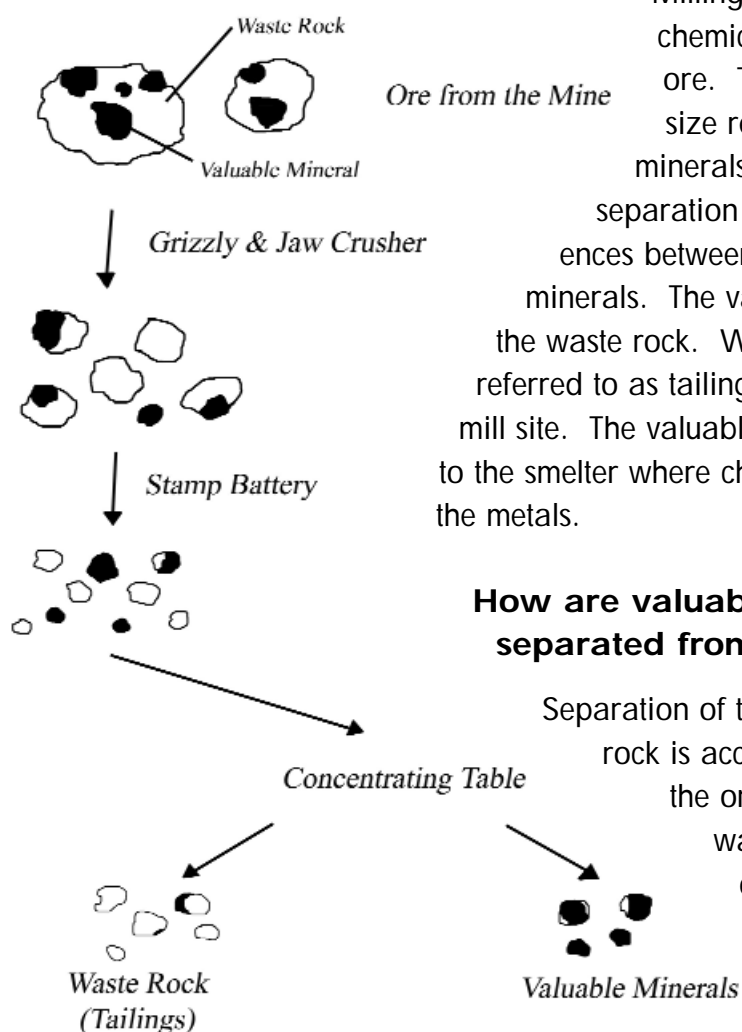 Waste Rock
Ore from the Mine
Valuable Mineral
Grizzly & Jaw Crusher
Stamp Battery
Concentrating Table
Waste Rock
(Tailings)
Valuable Minerals
chemic
ore. T
size re
minerals
separation
ences between
minerals. The va
the waste rock. W
referred to as tailing
mill site. The valuabl
to the smelter where ch
the metals.
How are valuab
separated from
Separation of t
rock is acc
the or
wa